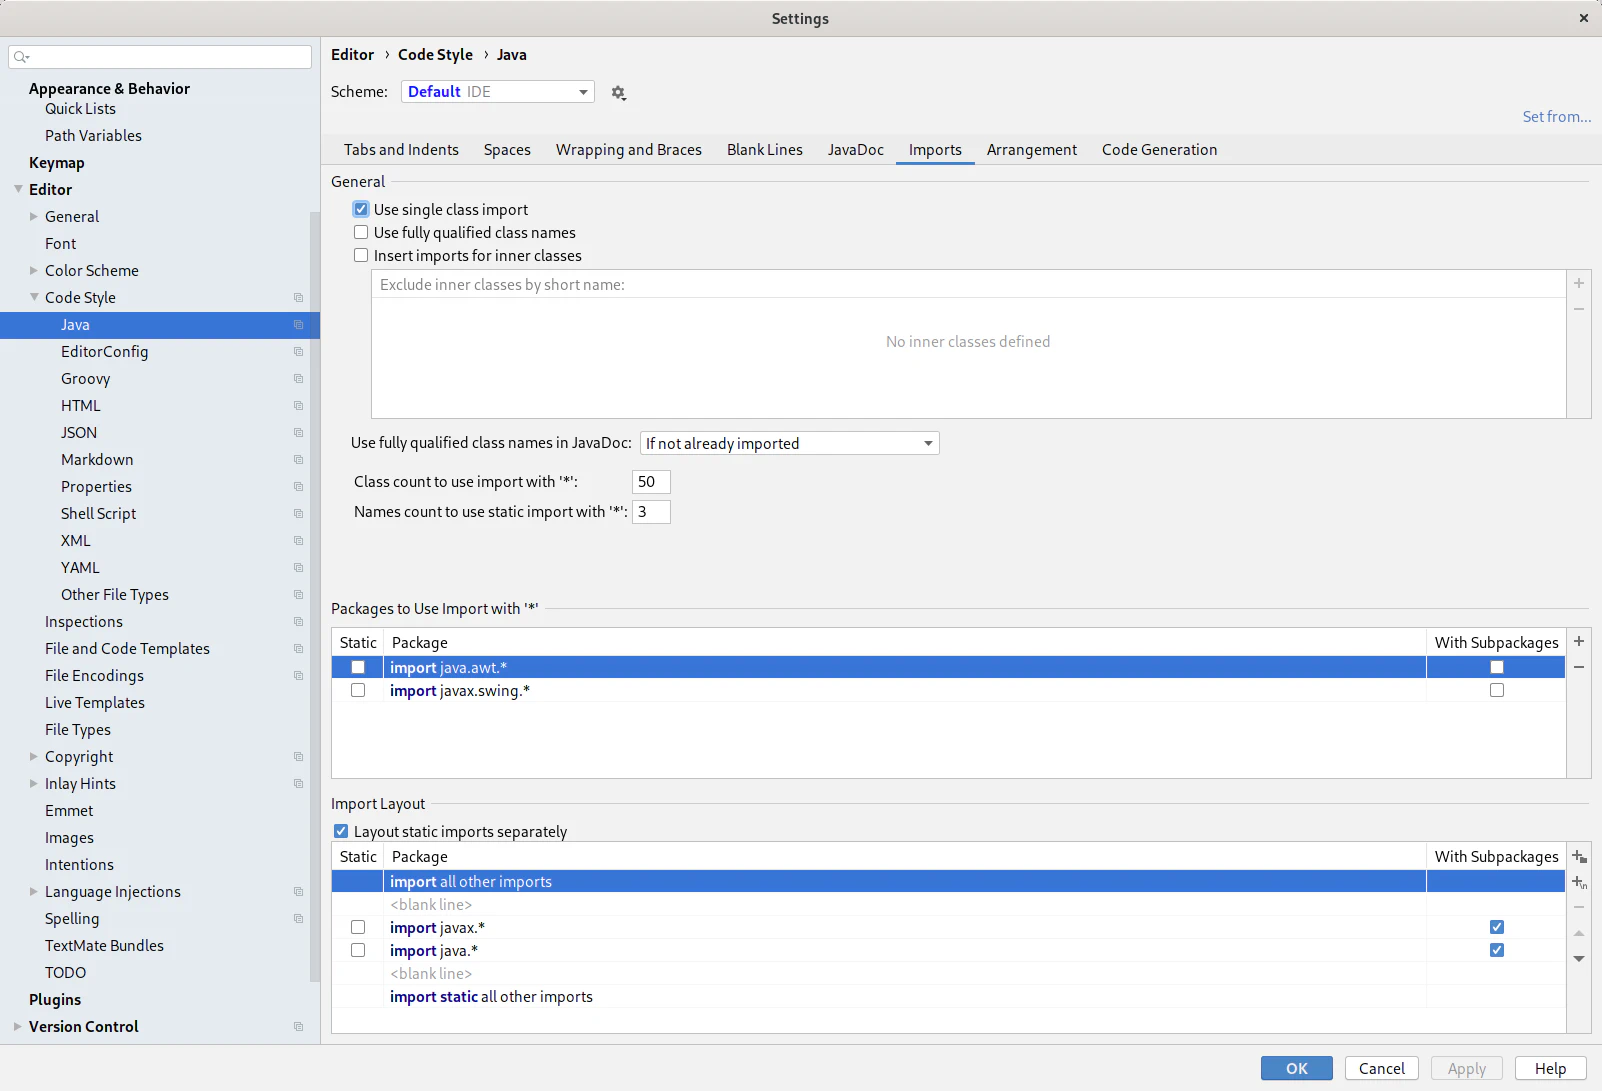 Settings
Appearance & Behavior
Quick Lists
Path Variables
Keymap
Editor
General
Font
Color Scheme
Code Style
Java
EditorConfig
Groovy
HTML
JSON
Markdown
Properties
Shell Script
XML
YAML
Other File Types
Inspections
File and Code Templates
File Encodings
Live Templates
File Types
Copyright
Inlay Hints
Emmet
Images
Intentions
Language Injections
Spelling
TextMate Bundles
TODO
Plugins
Version Control
Editor › Code Style › Java
Scheme: Default IDE
Set from...
Tabs and Indents Spaces Wrapping and Braces Blank Lines JavaDoc Imports Arrangement Code Generation
General
Use single class import
Use fully qualified class names
Insert imports for inner classes
Exclude inner classes by short name:
No inner classes defined
Use fully qualified class names in JavaDoc: If not already imported
Class count to use import with '*': 50
Names count to use static import with '*': 3
Packages to Use Import with '*'
Static Package With Subpackages
import java.awt.*
import javax.swing.*
Import Layout
Layout static imports separately
Static Package With Subpackages
import all other imports
<blank line>
import javax.*
import java.*
<blank line>
import static all other imports
OK Cancel Apply Help